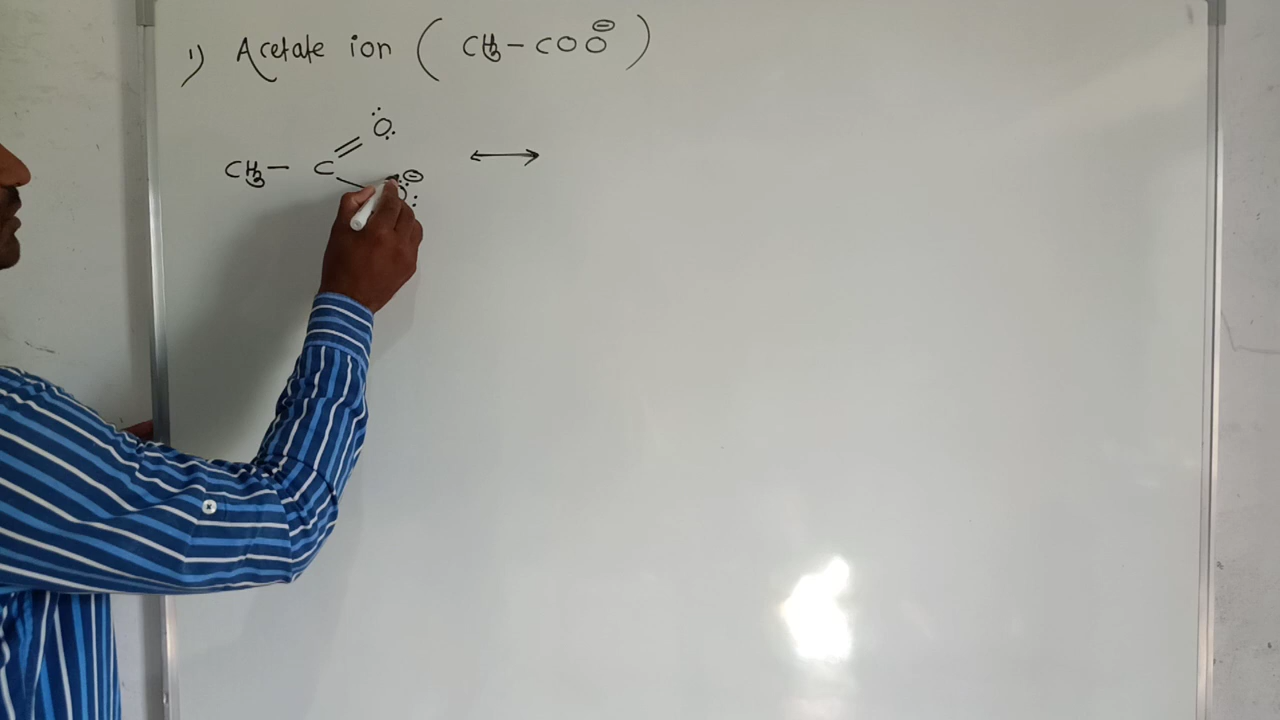 1) Acetate ion ( CH3 – COO⊖ )
O
CH3 – C ⟷
O⊖